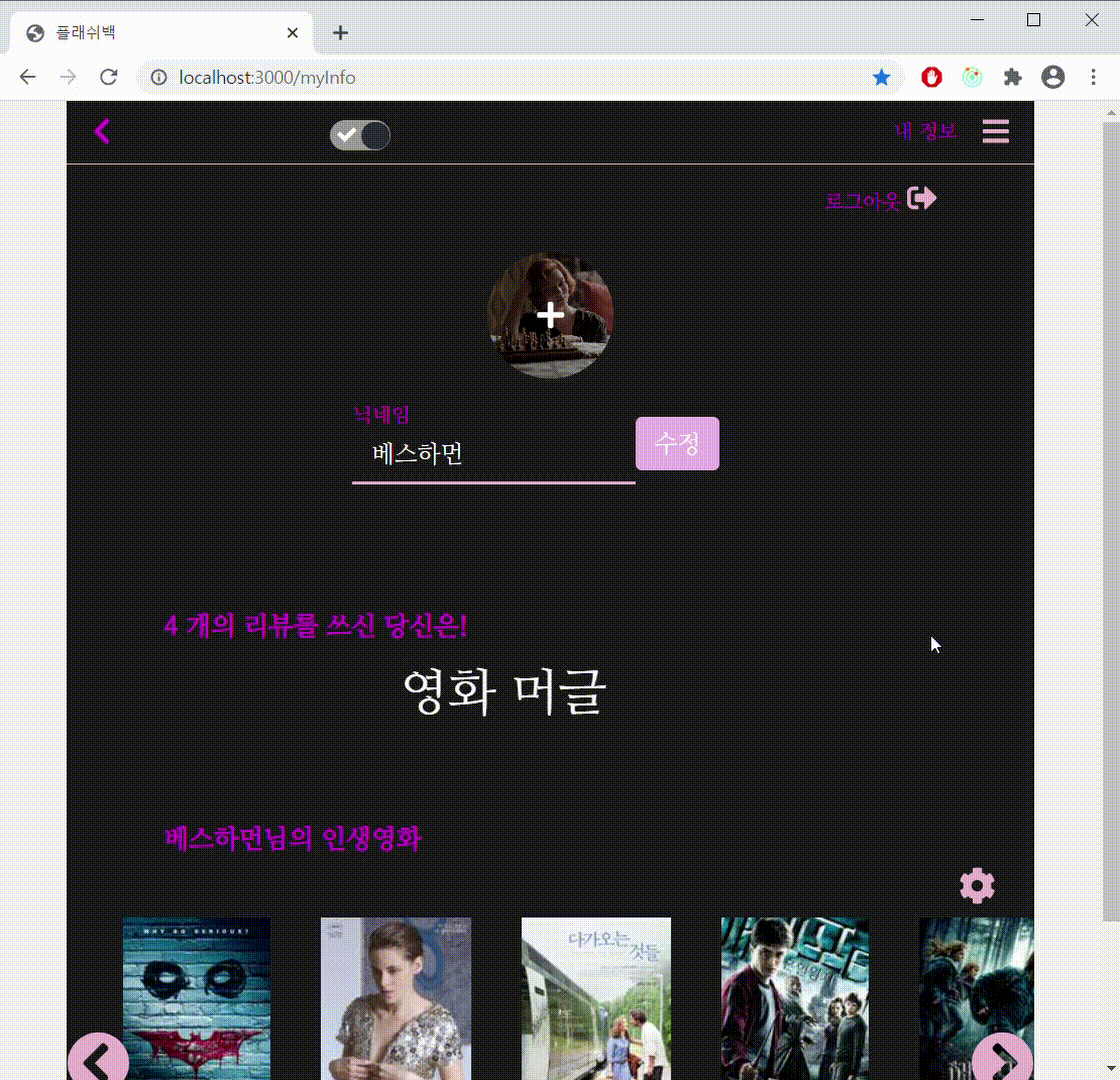 플래쉬백
localhost:3000/myInfo
내 정보
로그아웃
닉네임
베스하먼
수정
4 개의 리뷰를 쓰신 당신은!
영화 머글
베스하먼님의 인생영화
WHY SO SERIOUS?
다가오는
것들